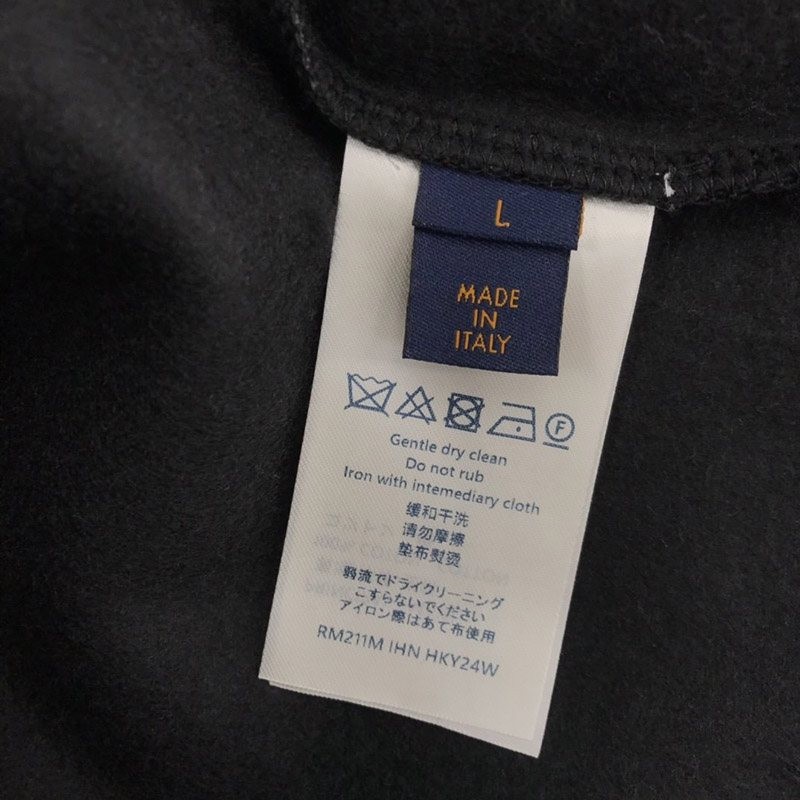 L
MADE
IN
ITALY
F
Gentle dry clean
Do not rub
Iron with intemediary cloth
缓和干洗
请勿摩擦
垫布熨烫
弱流でドライクリーニング
こすらないでください
アイロン際はあて布使用
RM211M IHN HKY24W